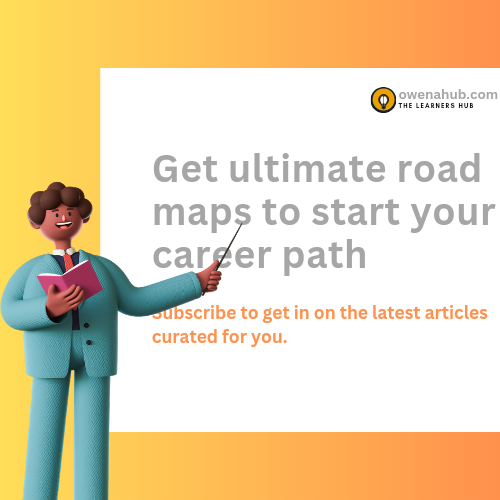 owenahub.com
THE LEARNERS HUB
Get ultimate road
maps to start your
career path
Subscribe to get in on the latest articles
curated for you.